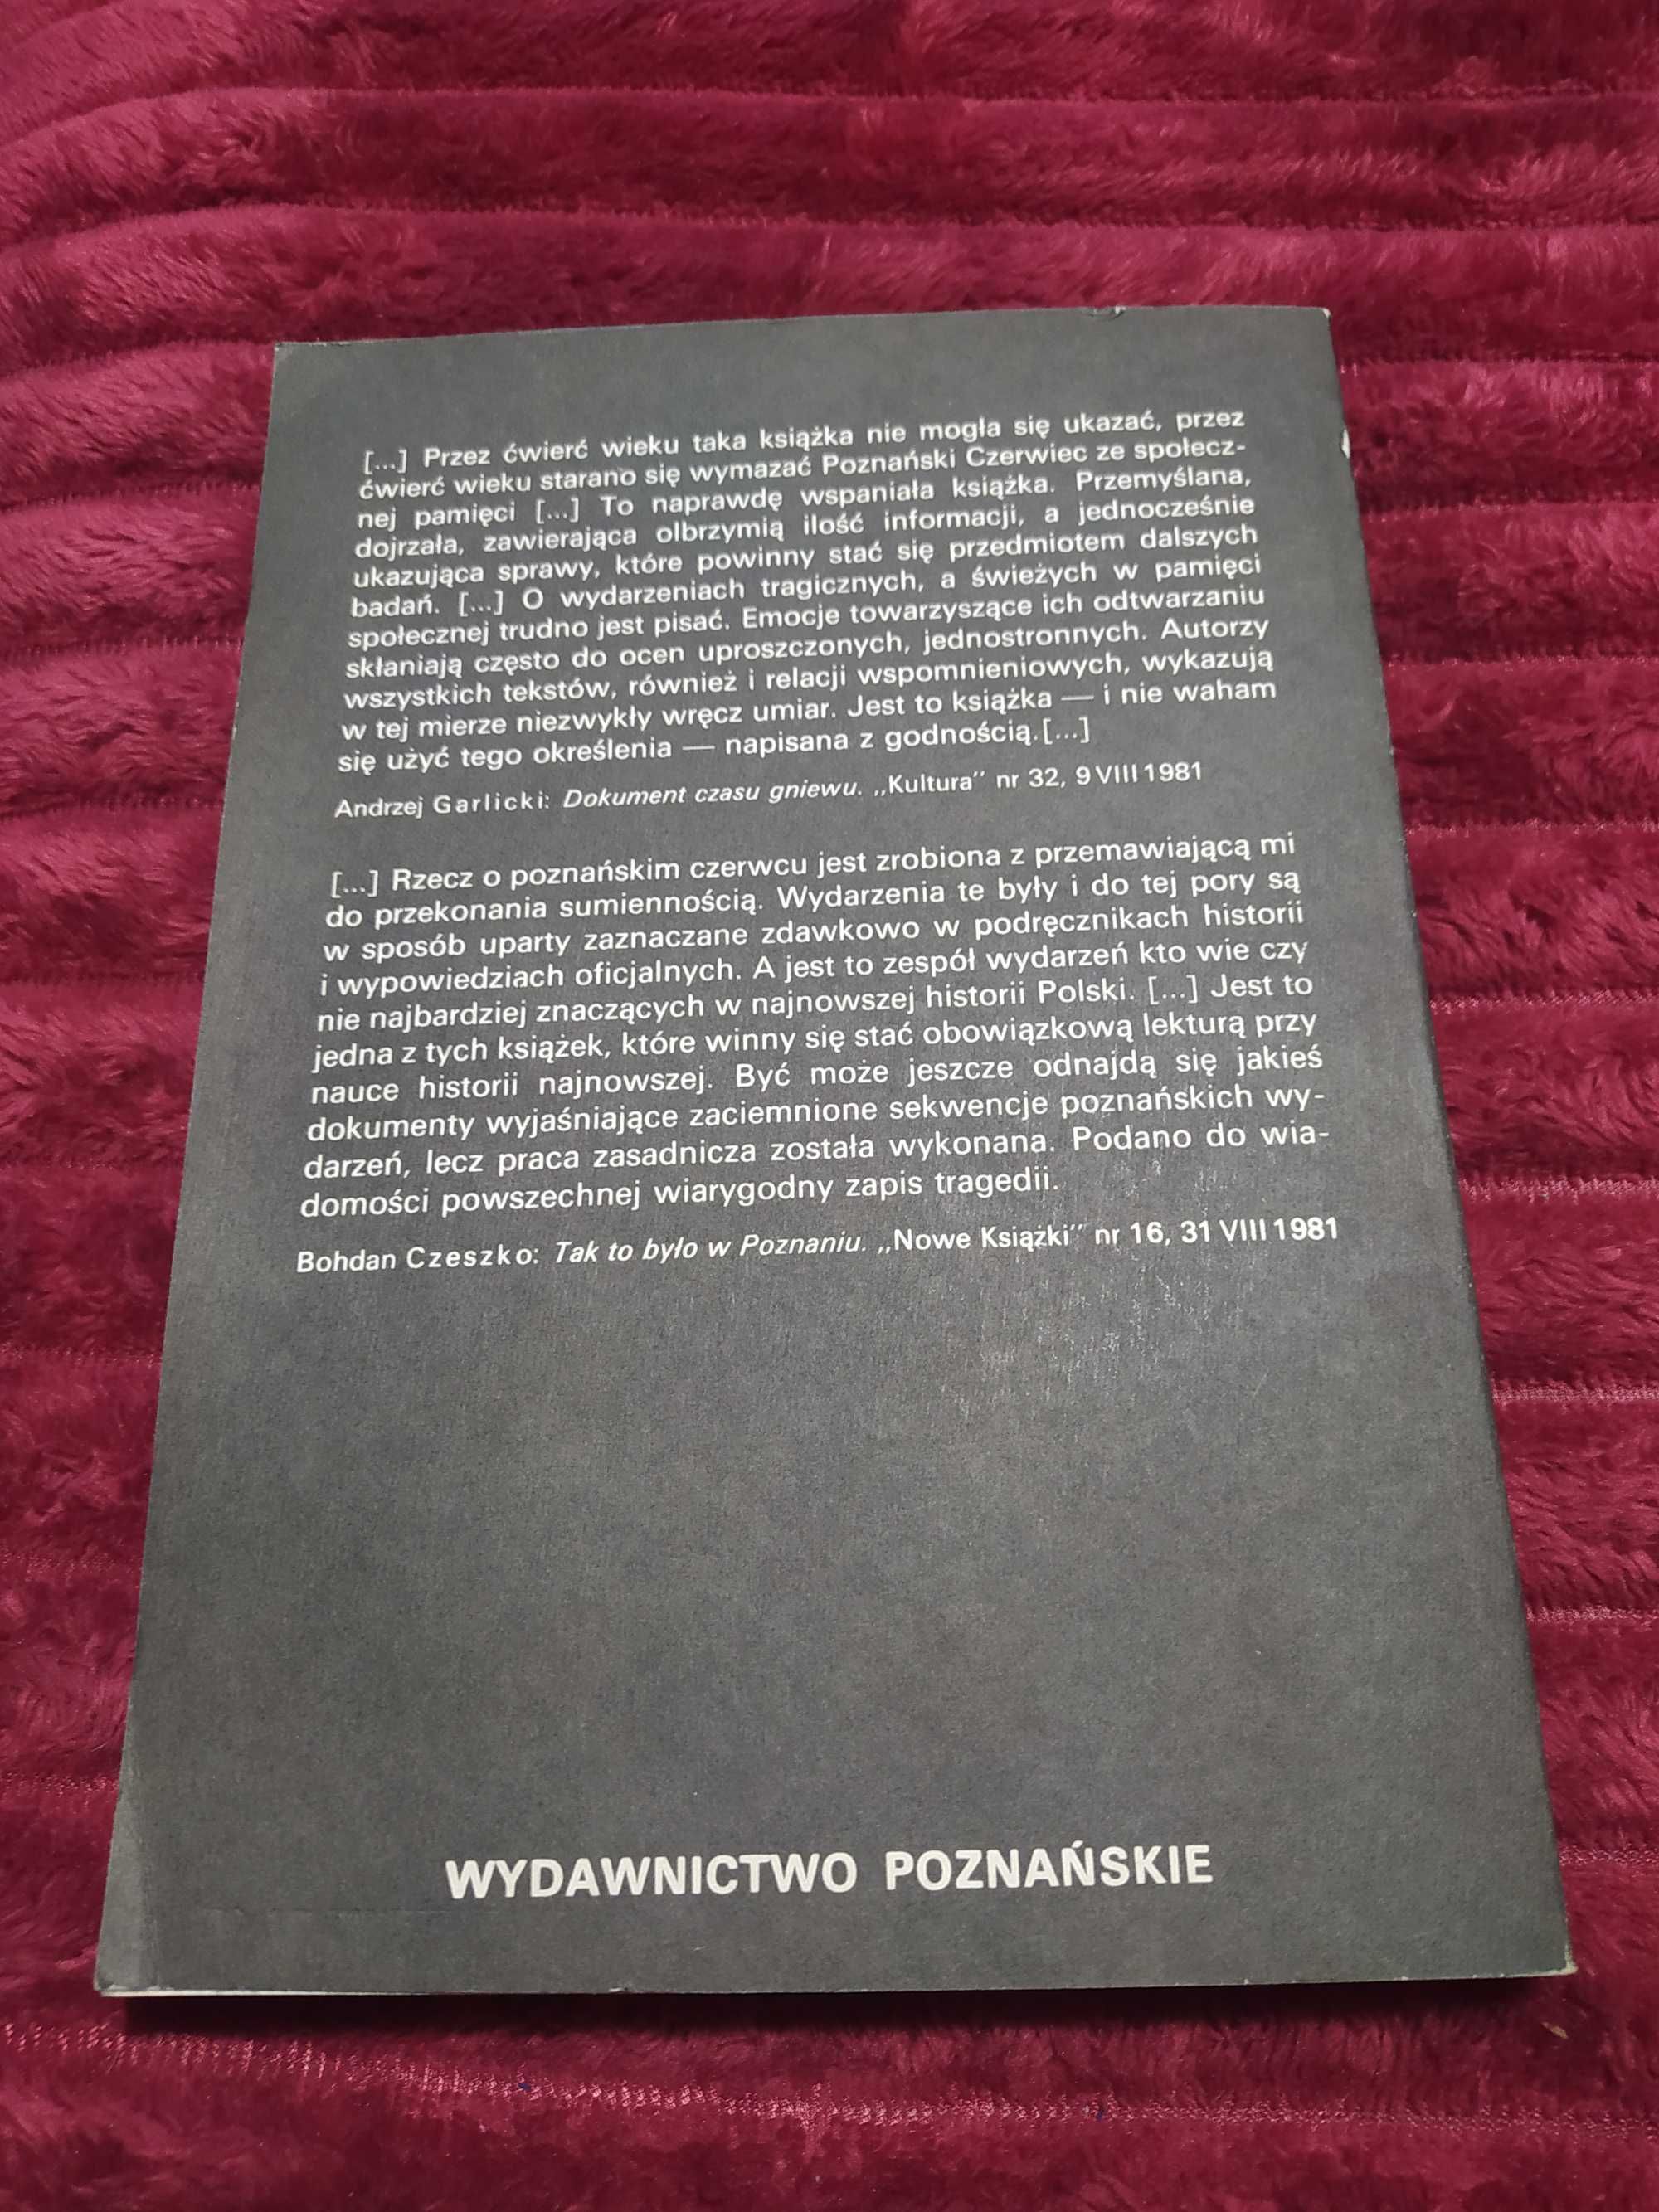 [...] Przez ćwierć wieku taka książka nie mogła się ukazać, przez
ćwierć wieku starano się wymazać Poznański Czerwiec ze społecz-
nej pamięci [...] To naprawdę wspaniała książka. Przemyślana,
dojrzała, zawierająca olbrzymią ilość informacji, a jednocześnie
ukazująca sprawy, które powinny stać się przedmiotem dalszych
badań. [...] O wydarzeniach tragicznych, a świeżych w pamięci
społecznej trudno jest pisać. Emocje towarzyszące ich odtwarzaniu
skłaniają często do ocen uproszczonych, jednostronnych. Autorzy
wszystkich tekstów, również i relacji wspomnieniowych, wykazują
w tej mierze niezwykły wręcz umiar. Jest to książka — i nie waham
się użyć tego określenia — napisana z godnością.[...]
Andrzej Garlicki: Dokument czasu gniewu. „Kultura” nr 32, 9 VIII 1981
[...] Rzecz o poznańskim czerwcu jest zrobiona z przemawiającą mi
do przekonania sumiennością. Wydarzenia te były i do tej pory są
w sposób uparty zaznaczane zdawkowo w podręcznikach historii
i wypowiedziach oficjalnych. A jest to zespół wydarzeń kto wie czy
nie najbardziej znaczących w najnowszej historii Polski. [...] Jest to
jedna z tych książek, które winny się stać obowiązkową lekturą przy
nauce historii najnowszej. Być może jeszcze odnajdą się jakieś
dokumenty wyjaśniające zaciemnione sekwencje poznańskich wy-
darzeń, lecz praca zasadnicza została wykonana. Podano do wia-
domości powszechnej wiarygodny zapis tragedii.
Bohdan Czeszko: Tak to było w Poznaniu. „Nowe Książki” nr 16, 31 VIII 1981
WYDAWNICTWO POZNAŃSKIE